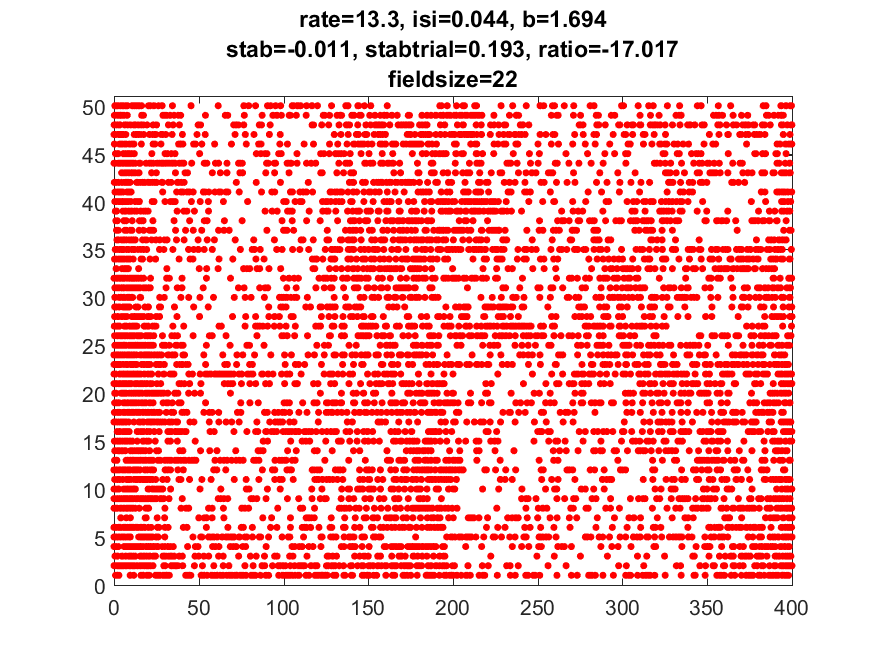 rate=13.3, isi=0.044, b=1.694
stab=-0.011, stabtrial=0.193, ratio=-17.017
fieldsize=22
50
45
40
35
30
25
20
15
10
5
0
0 50 100 150 200 250 300 350 400